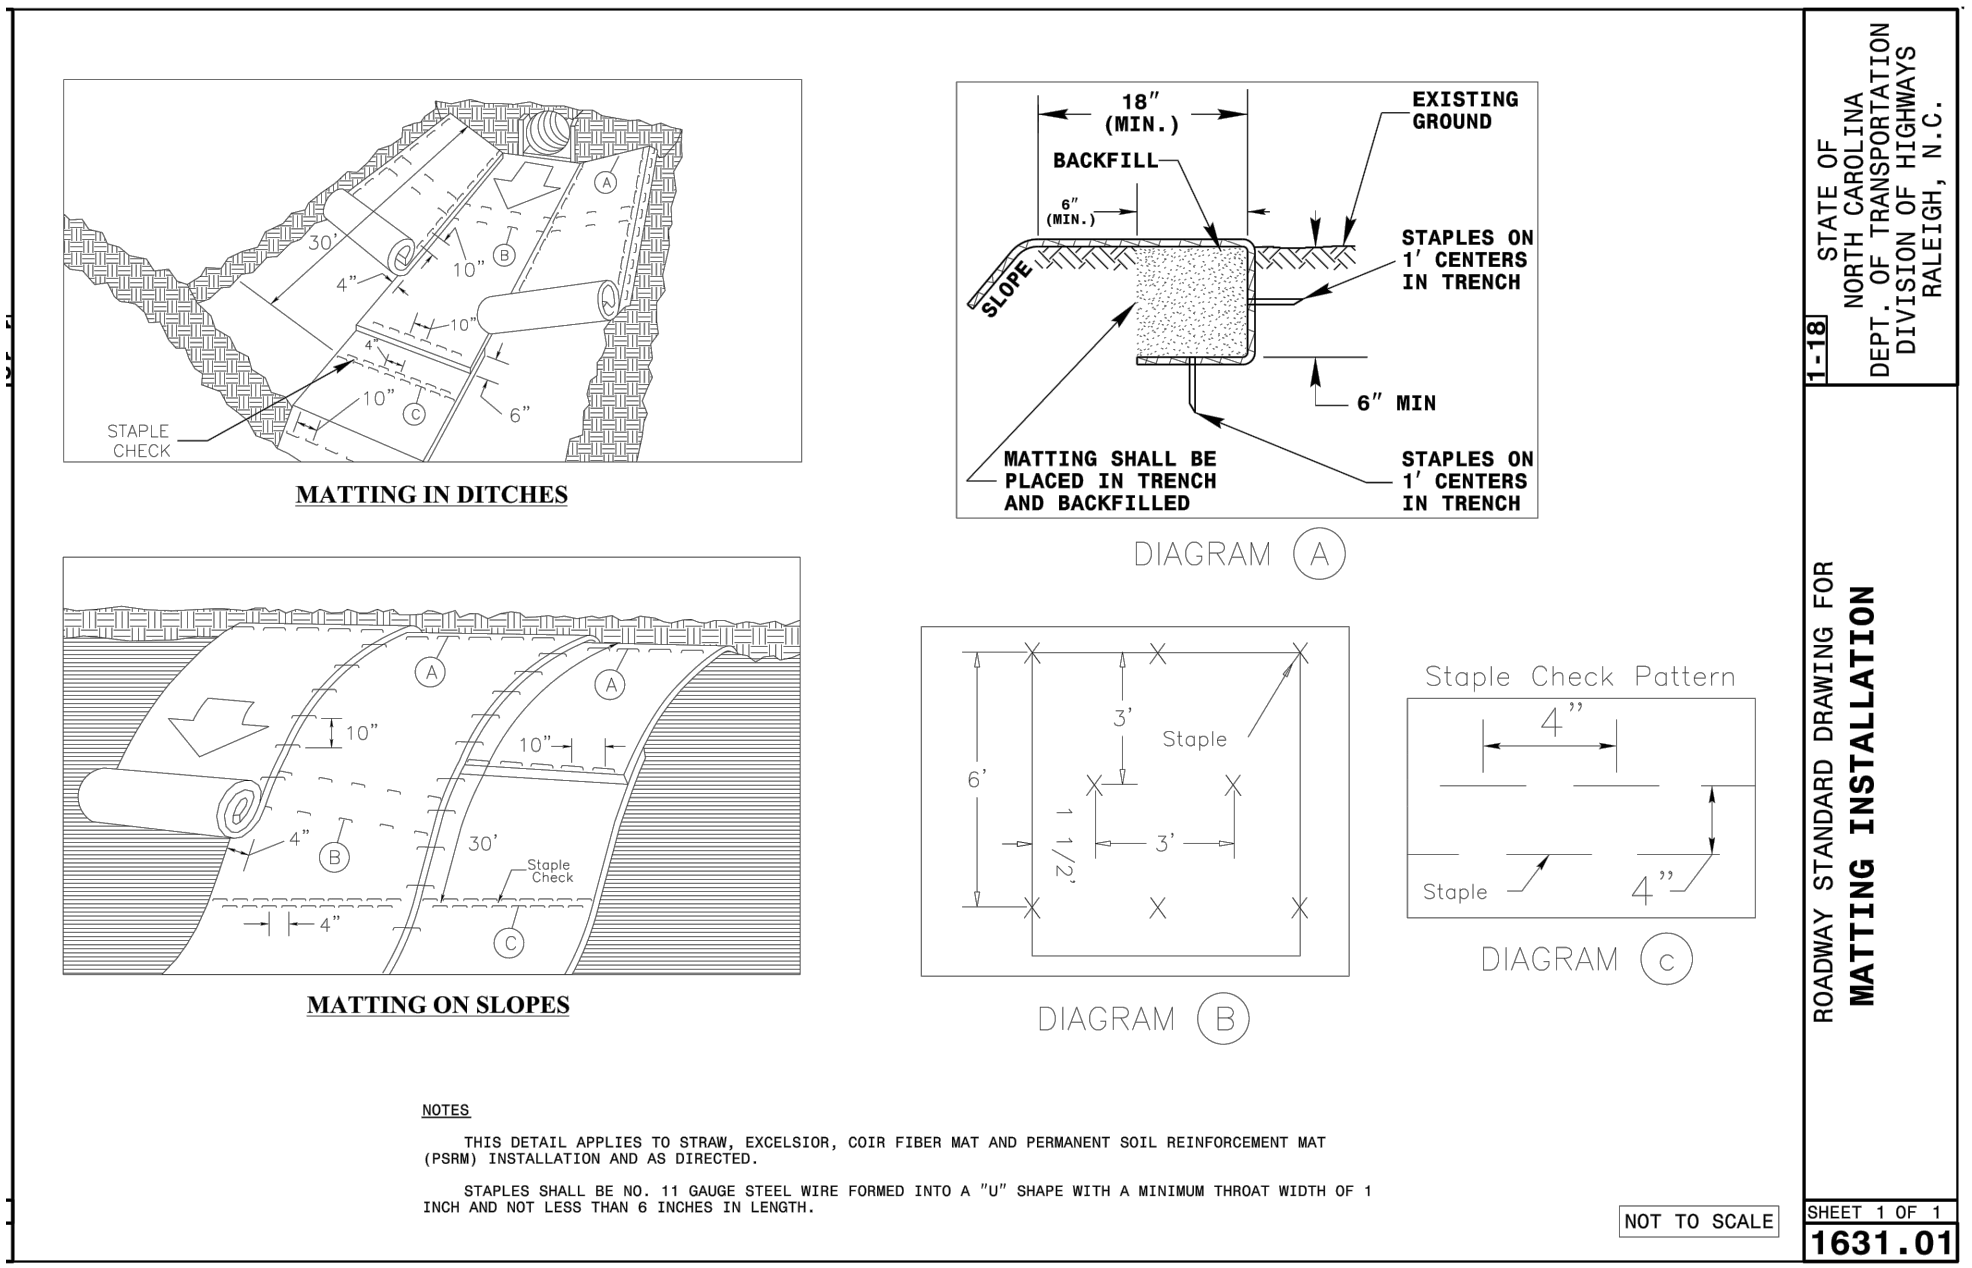 30'
4"
10"
A
B
10"
4"
10"
C
6"
STAPLE
CHECK
MATTING IN DITCHES
18"
(MIN.)
EXISTING
GROUND
BACKFILL
6"
(MIN.)
STAPLES ON
1' CENTERS
IN TRENCH
SLOPE
6" MIN
MATTING SHALL BE
PLACED IN TRENCH
AND BACKFILLED
STAPLES ON
1' CENTERS
IN TRENCH
DIAGRAM A
A
A
10"
10"
4"
B
30'
Staple
Check
4"
C
MATTING ON SLOPES
3'
Staple
6'
1 1/2'
3'
DIAGRAM B
Staple Check Pattern
4"
Staple
4"
DIAGRAM c
NOTES
THIS DETAIL APPLIES TO STRAW, EXCELSIOR, COIR FIBER MAT AND PERMANENT SOIL REINFORCEMENT MAT
(PSRM) INSTALLATION AND AS DIRECTED.
STAPLES SHALL BE NO. 11 GAUGE STEEL WIRE FORMED INTO A "U" SHAPE WITH A MINIMUM THROAT WIDTH OF 1
INCH AND NOT LESS THAN 6 INCHES IN LENGTH.
NOT TO SCALE
STATE OF
NORTH CAROLINA
DEPT. OF TRANSPORTATION
DIVISION OF HIGHWAYS
RALEIGH, N.C.
1-18
ROADWAY STANDARD DRAWING FOR
MATTING INSTALLATION
SHEET 1 OF 1
1631.01